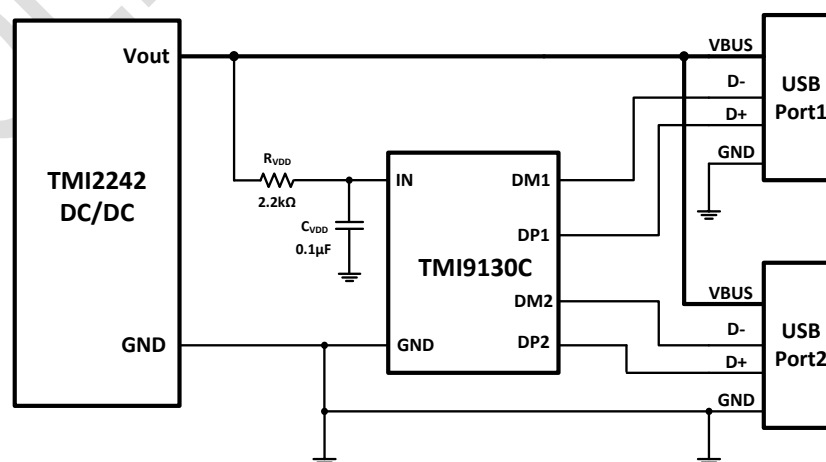 Vout
TMI2242
DC/DC
GND
RVDD
2.2kΩ
CVDD
0.1μF
IN
DM1
DP1
TMI9130C
DM2
GND
DP2
VBUS
D-
D+
GND
USB
Port1
VBUS
D-
D+
GND
USB
Port2